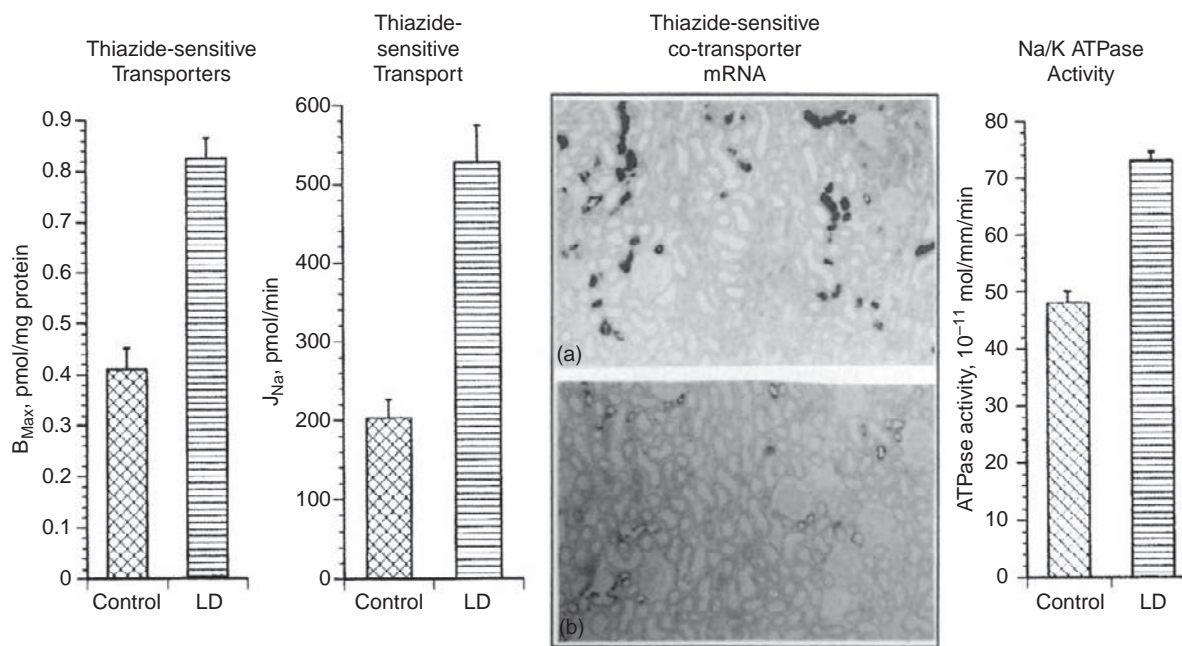 Thiazide-sensitive
Transporters
B_Max, pmol/mg protein
0.9
0.8
0.7
0.6
0.5
0.4
0.3
0.2
0.1
0
Control LD
Thiazide-
sensitive
Transport
J_Na, pmol/min
600
500
400
300
200
100
0
Control LD
Thiazide-sensitive
co-transporter
mRNA
(a)
(b)
Na/K ATPase
Activity
ATPase activity, 10⁻¹¹ mol/mm/min
80
70
60
50
40
30
20
10
0
Control LD